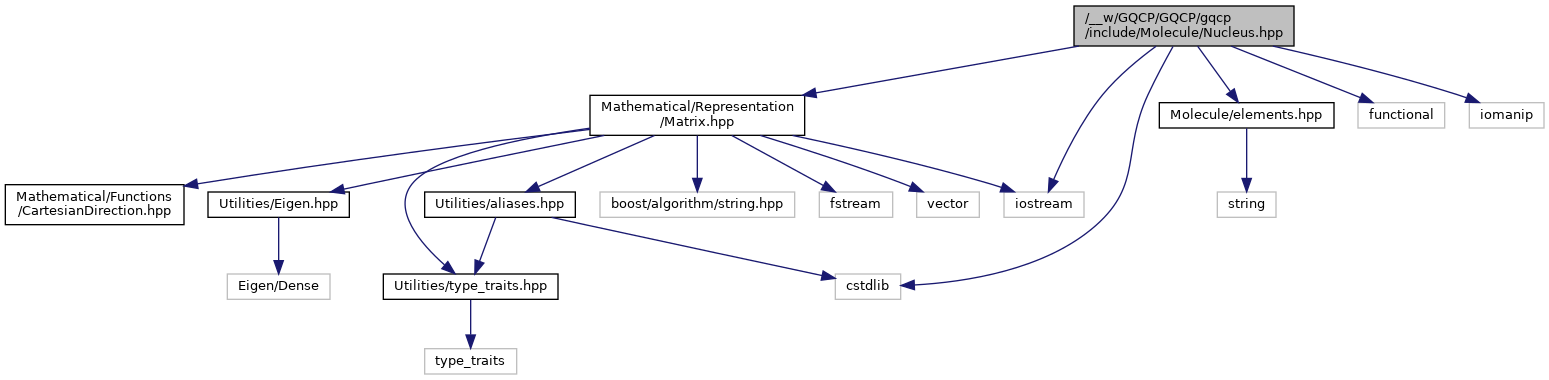 /__w/GQCP/GQCP/gqcp
/include/Molecule/Nucleus.hpp
Mathematical/Representation
/Matrix.hpp
Molecule/elements.hpp
functional
iomanip
Mathematical/Functions
/CartesianDirection.hpp
Utilities/Eigen.hpp
Utilities/aliases.hpp
boost/algorithm/string.hpp
fstream
vector
iostream
string
Eigen/Dense
Utilities/type_traits.hpp
cstdlib
type_traits